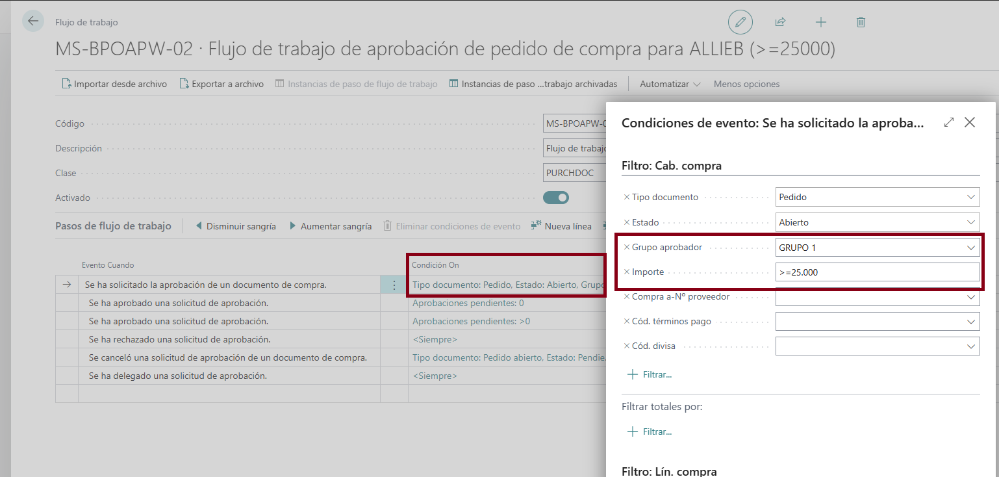 Flujo de trabajo
MS-BPOAPW-02 · Flujo de trabajo de aprobación de pedido de compra para ALLIEB (>=25000)
Importar desde archivo Exportar a archivo Instancias de paso de flujo de trabajo Instancias de paso ...trabajo archivadas Automatizar Menos opciones
Código MS-BPOAPW-0
Descripción Flujo de trabajo
Clase PURCHDOC
Activado
Pasos de flujo de trabajo Disminuir sangría Aumentar sangría Eliminar condiciones de evento Nueva línea
Evento Cuando Condición On
Se ha solicitado la aprobación de un documento de compra. Tipo documento: Pedido, Estado: Abierto, Grupo
Se ha aprobado una solicitud de aprobación. Aprobaciones pendientes: 0
Se ha aprobado una solicitud de aprobación. Aprobaciones pendientes: >0
Se ha rechazado una solicitud de aprobación. <Siempre>
Se canceló una solicitud de aprobación de un documento de compra. Tipo documento: Pedido abierto, Estado: Pendie.
Se ha delegado una solicitud de aprobación. <Siempre>
Condiciones de evento: Se ha solicitado la aproba...
Filtro: Cab. compra
Tipo documento Pedido
Estado Abierto
Grupo aprobador GRUPO 1
Importe >=25.000
Compra a-Nº proveedor
Cód. términos pago
Cód. divisa
Filtrar...
Filtrar totales por:
Filtrar...
Filtro: Lín. compra